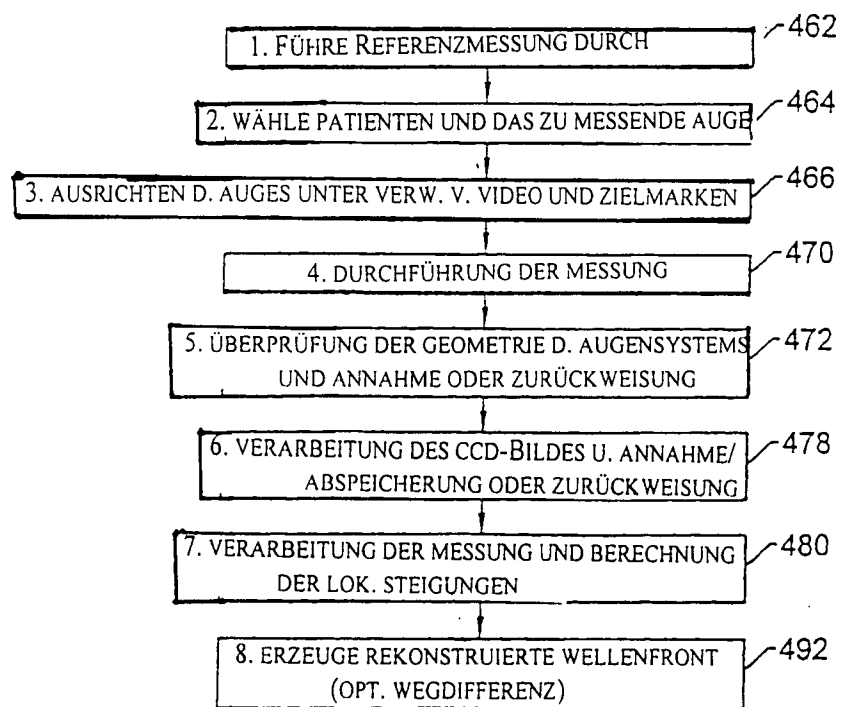 1. FÜHRE REFERENZMESSUNG DURCH
462
2. WÄHLE PATIENTEN UND DAS ZU MESSENDE AUGE
464
3. AUSRICHTEN D. AUGES UNTER VERW. V. VIDEO UND ZIELMARKEN
466
4. DURCHFÜHRUNG DER MESSUNG
470
5. ÜBERPRÜFUNG DER GEOMETRIE D. AUGENSYSTEMS
UND ANNAHME ODER ZURÜCKWEISUNG
472
6. VERARBEITUNG DES CCD-BILDES U. ANNAHME/
ABSPEICHERUNG ODER ZURÜCKWEISUNG
478
7. VERARBEITUNG DER MESSUNG UND BERECHNUNG
DER LOK. STEIGUNGEN
480
8. ERZEUGE REKONSTRUIERTE WELLENFRONT
(OPT. WEGDIFFERENZ)
492